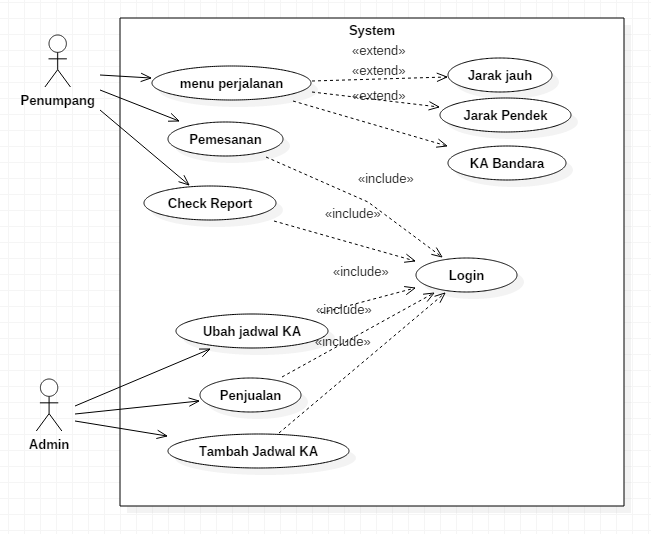 System
«extend»
«extend»
«extend»
Penumpang
menu perjalanan
Jarak jauh
Jarak Pendek
Pemesanan
KA Bandara
«include»
Check Report
«include»
«include»
Login
«include»
Ubah jadwal KA
«include»
Penjualan
Admin
Tambah Jadwal KA